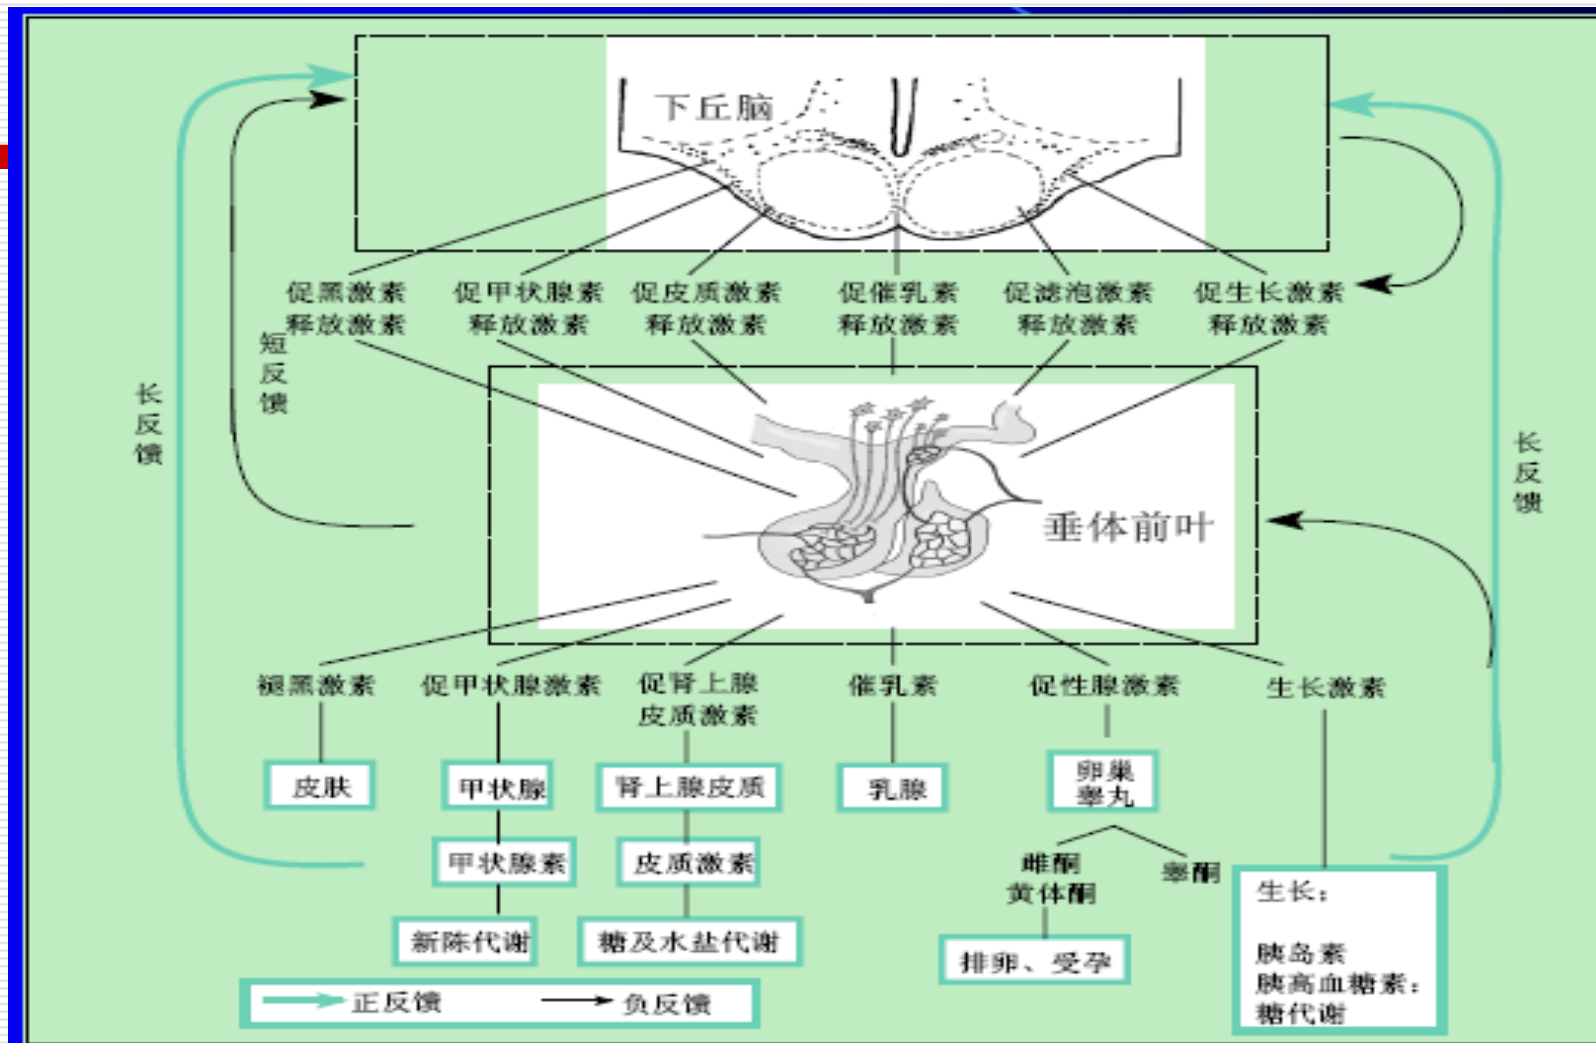 下丘脑
促黑激素
释放激素
促甲状腺素
释放激素
促皮质激素
释放激素
促催乳素
释放激素
促滤泡激素
释放激素
促生长激素
释放激素
短反馈
长反馈
长反馈
垂体前叶
褪黑激素
促甲状腺激素
促肾上腺
皮质激素
催乳素
促性腺激素
生长激素
皮肤
甲状腺
肾上腺皮质
乳腺
卵巢
睾丸
甲状腺素
皮质激素
雌酮
黄体酮
睾酮
生长：
胰岛素
胰高血糖素：
糖代谢
新陈代谢
糖及水盐代谢
排卵、受孕
正反馈
负反馈